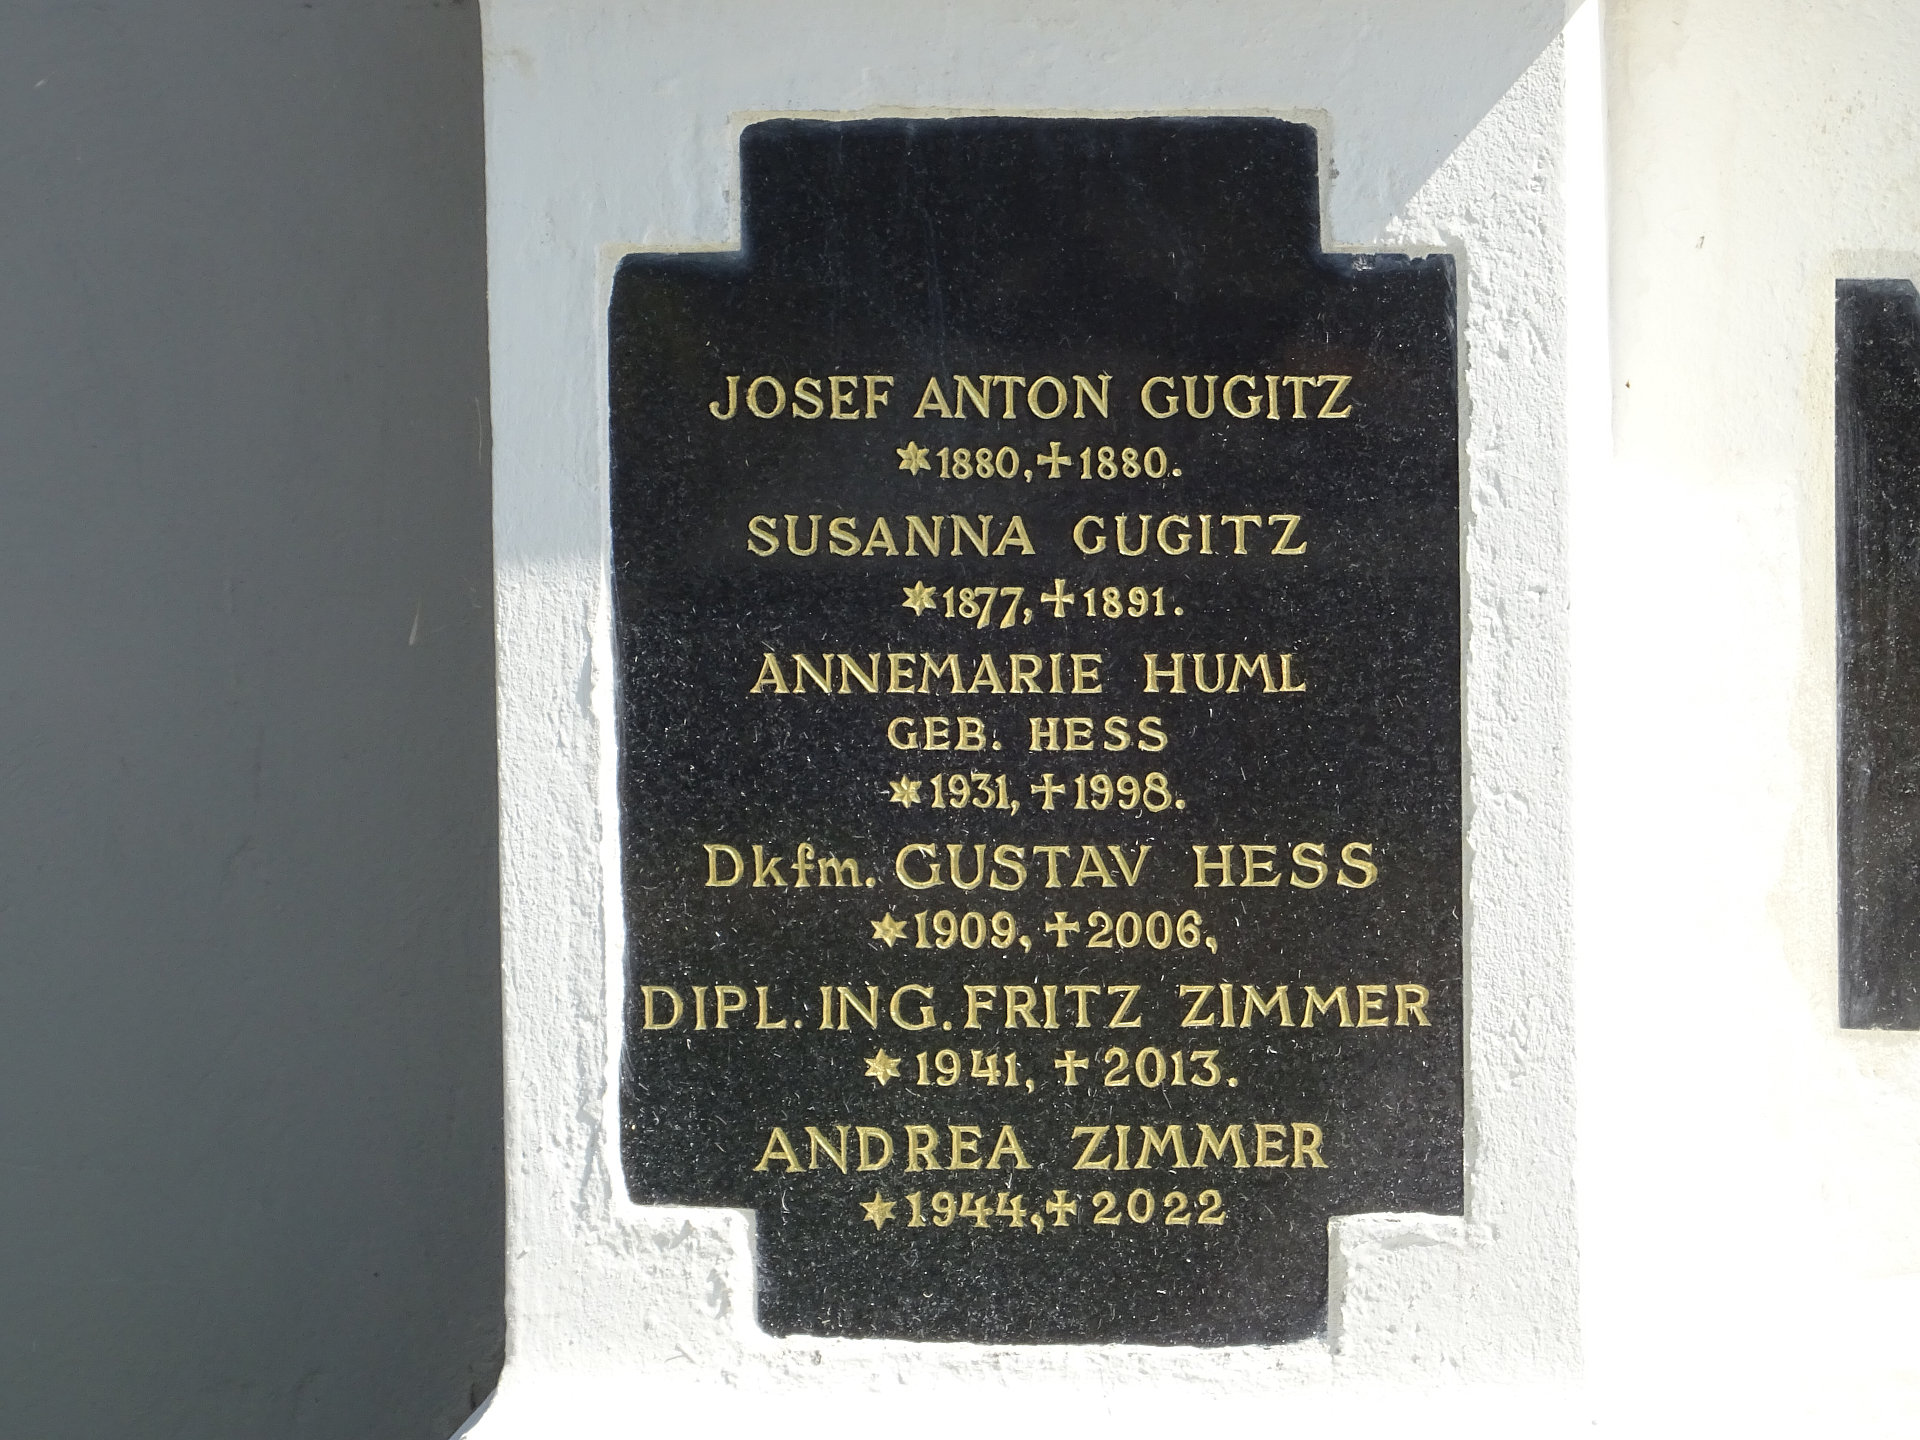 JOSEF ANTON GUGITZ
*1880, ✝1880.
SUSANNA GUGITZ
*1877, ✝1891.
ANNEMARIE HUML
GEB. HESS
*1931, ✝1998.
Dkfm. GUSTAV HESS
*1909, ✝2006,
DIPL. ING. FRITZ ZIMMER
*1941, ✝2013.
ANDREA ZIMMER
*1944, ✝2022